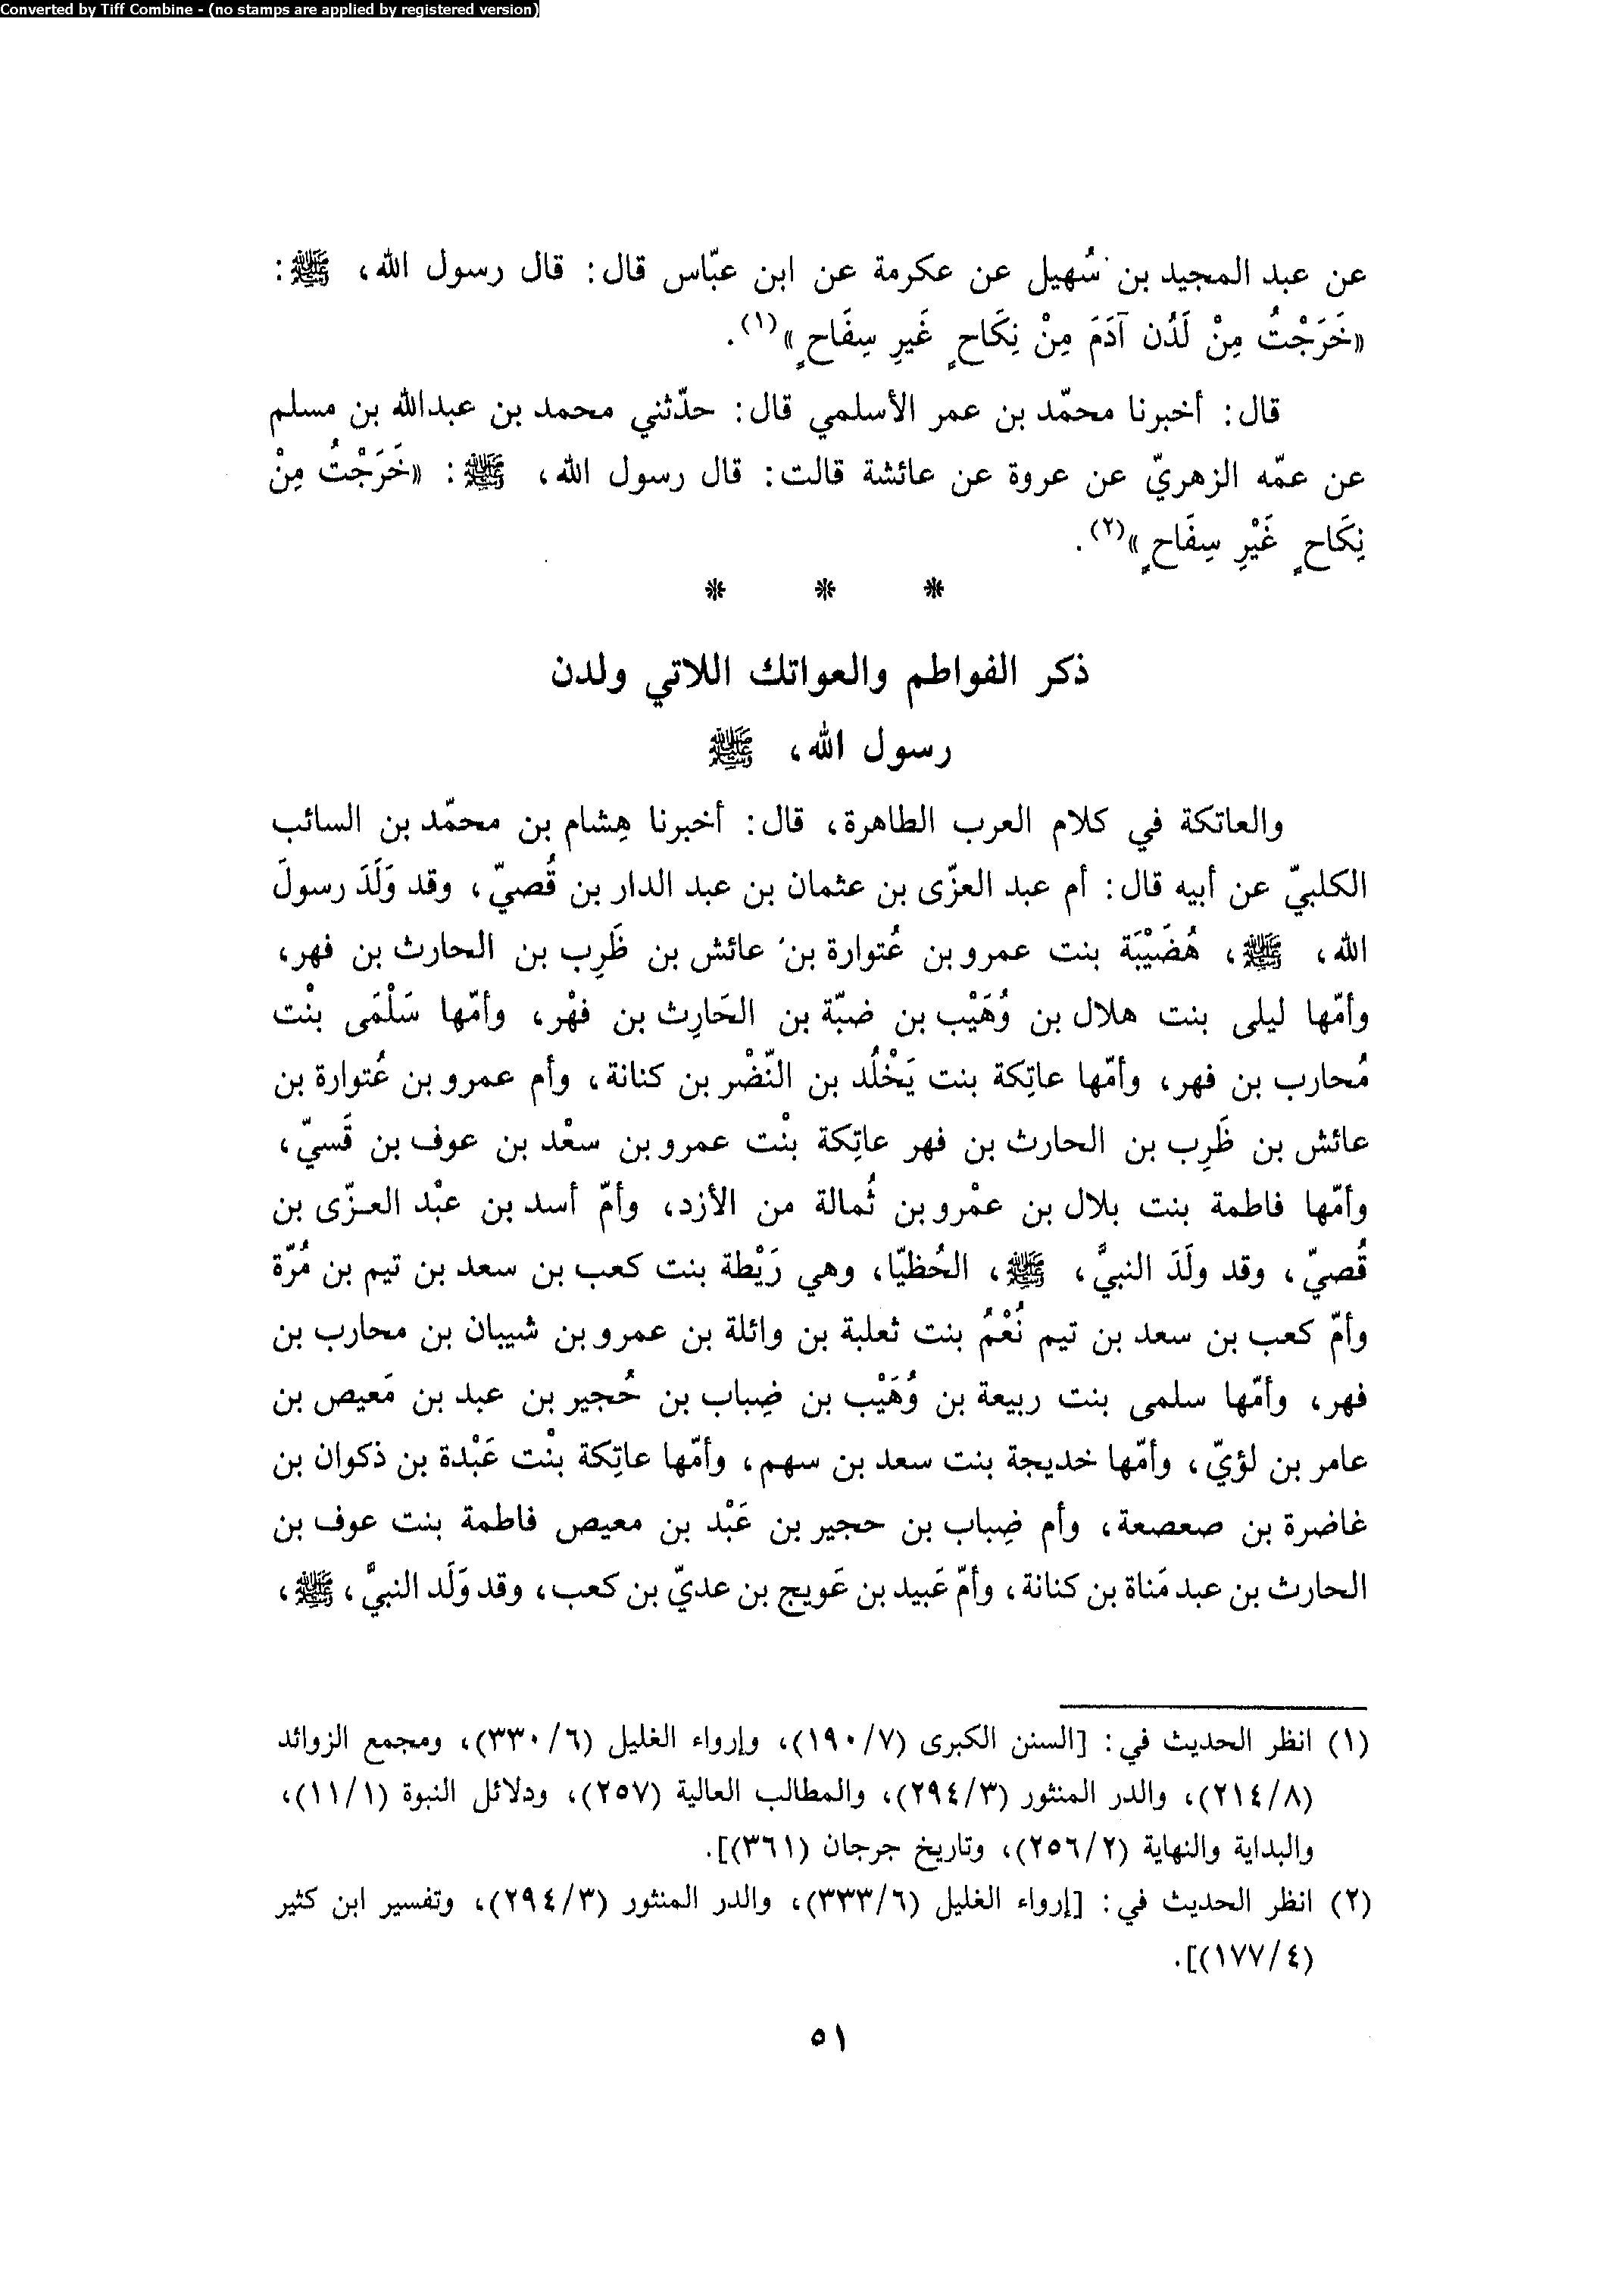 Converted by Tiff Combine - (no stamps are applied by registered version)
عن عبد المجيد بن سُهيل عن عكرمة عن ابن عبّاس قال: قال رسول الله، ﷺ:
«خَرَجْتُ مِنْ لَدُن آدَمَ مِنْ نِكَاحٍ غَيرِ سِفَاحٍ»(١).
قال: أخبرنا محمّد بن عمر الأسلمي قال: حدّثني محمد بن عبدالله بن مسلم
عن عمّه الزهريّ عن عروة عن عائشة قالت: قال رسول الله، ﷺ: «خَرَجْتُ مِنْ
نِكَاحٍ غَيْرِ سِفَاحٍ»(٢).
* * *
ذكر الفواطم والعواتك اللاتي ولدن
رسول الله، ﷺ
والعاتكة في كلام العرب الطاهرة، قال: أخبرنا هِشام بن محمّد بن السائب
الكلبيّ عن أبيه قال: أم عبد العزّى بن عثمان بن عبد الدار بن قُصيّ، وقد وَلَدَ رسولَ
الله، ﷺ، هُضَيْبَة بنت عمرو بن عُتوارة بن عائش بن ظَرِب بن الحارث بن فهر،
وأمّها ليلى بنت هلال بن وُهَيْب بن ضبّة بن الحَارِث بن فهْر، وأمّها سَلْمَى بنْت
مُحارب بن فهر، وأمّها عاتِكة بنت يَخْلُد بن النّضْر بن كنانة، وأم عمرو بن عُتوارة بن
عائش بن ظَرِب بن الحارث بن فهر عاتِكة بنْت عمرو بن سعْد بن عوف بن قَسيّ،
وأمّها فاطمة بنت بلال بن عمْرو بن ثُمالة من الأزد، وأمّ أسد بن عبْد العـزّى بن
قُصيّ، وقد ولَدَ النبيَّ، ﷺ، الحُظيّا، وهي رَيْطة بنت كعب بن سعد بن تيم بن مُرّة
وأمّ كعب بن سعد بن تيم نُعْمُ بنت ثعلبة بن وائلة بن عمرو بن شيبان بن محارب بن
فهر، وأمّها سلمى بنت ربيعة بن وُهَيْب بن ضِباب بن حُجير بن عبد بن مَعيص بن
عامر بن لؤيّ، وأمّها خديجة بنت سعد بن سهم، وأمّها عاتِكة بنْت عَبْدة بن ذكوان بن
غاضرة بن صعصعة، وأم ضِباب بن حجير بن عَبْد بن معيص فاطمة بنت عوف بن
الحارث بن عبد مَناة بن كنانة، وأمّ عَبيد بن عَويج بن عديّ بن كعب، وقد وَلَد النبيَّ، ﷺ،
(١) انظر الحديث في: [السنن الكبرى (١٩٠/٧)، وإرواء الغليل (٣٣٠/٦)، ومجمع الزوائد
(٢١٤/٨)، والدر المنثور (٢٩٤/٣)، والمطالب العالية (٢٥٧)، ودلائل النبوة (١١/١)،
والبداية والنهاية (٢٥٦/٢)، وتاريخ جرجان (٣٦١)].
(٢) انظر الحديث في: [إرواء الغليل (٣٣٣/٦)، والدر المنثور (٢٩٤/٣)، وتفسير ابن كثير
(١٧٧/٤)].
٥١